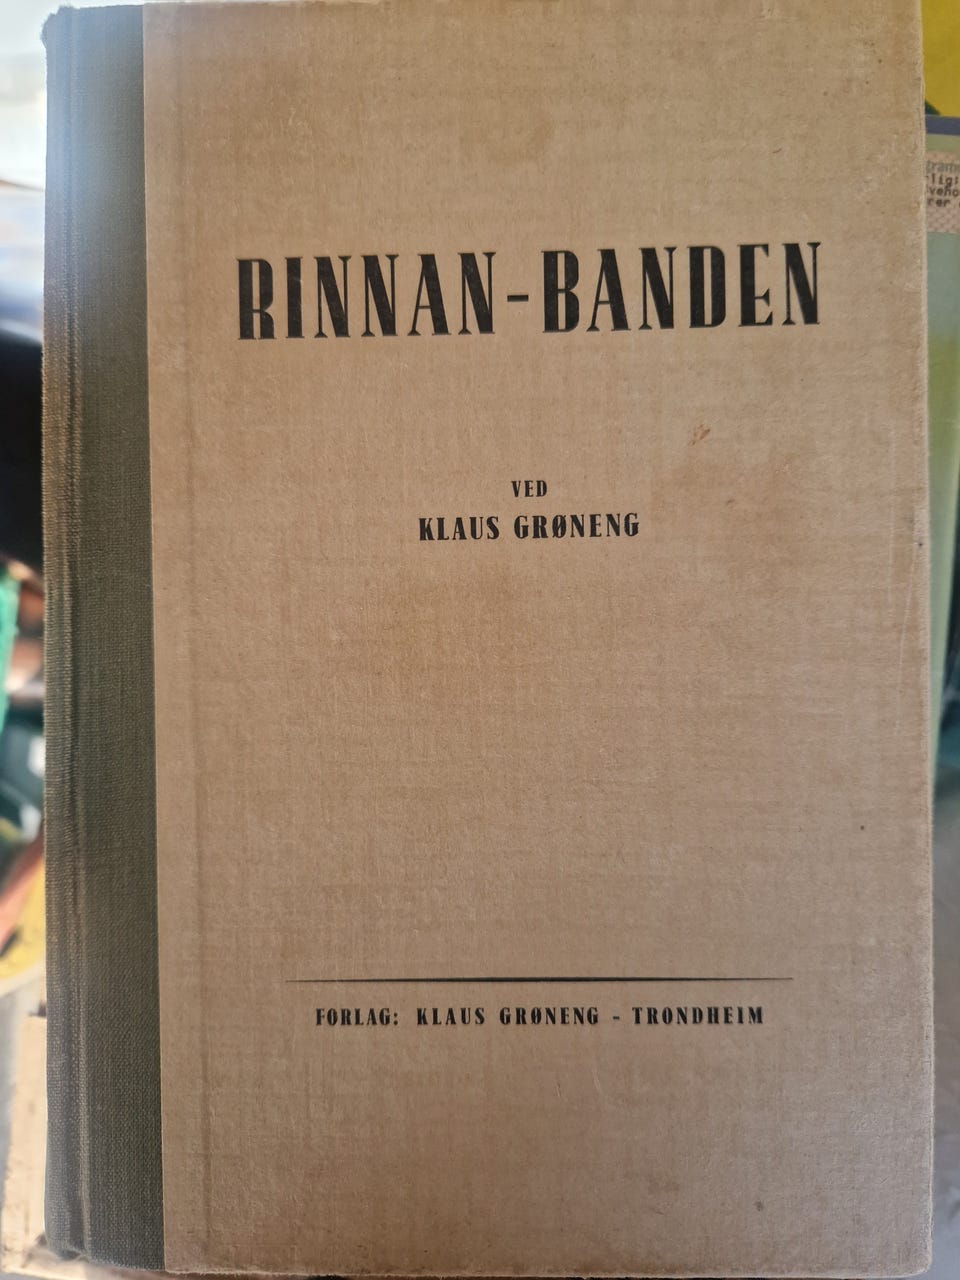 RINNAN-BANDEN
VED
KLAUS GRØNENG
FORLAG: KLAUS GRØNENG - TRONDHEIM